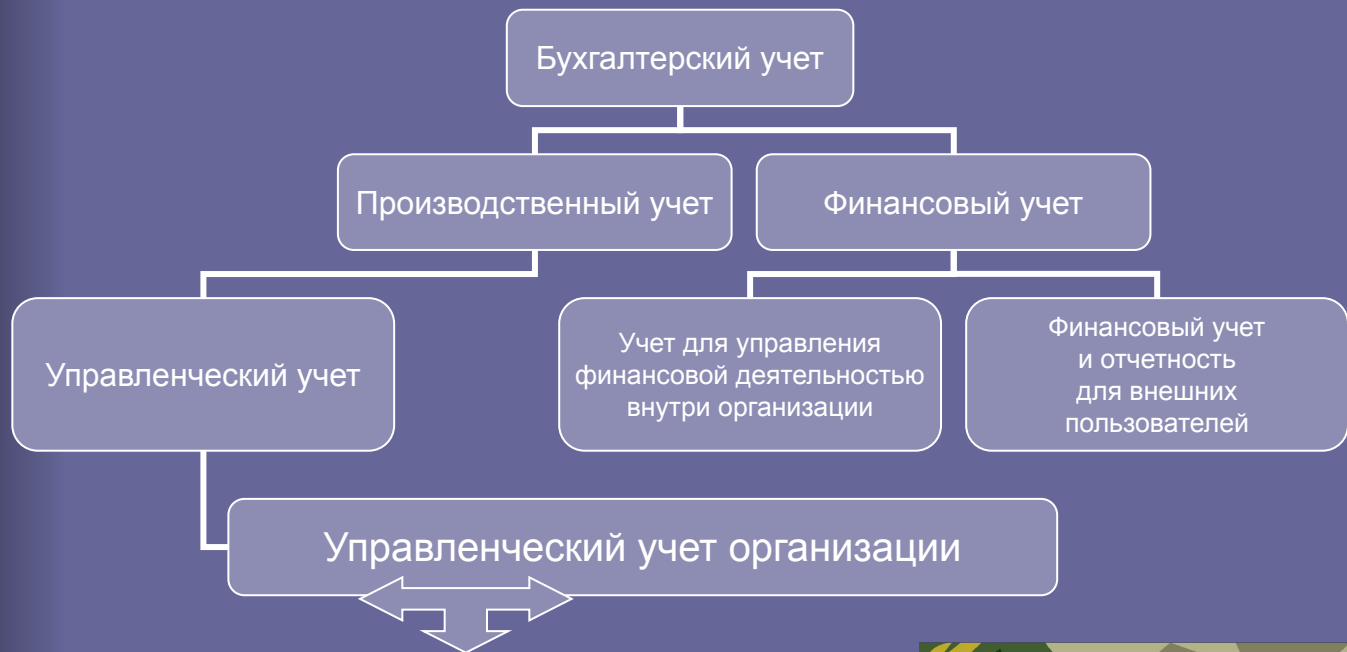 Бухгалтерский учет
Производственный учет
Финансовый учет
Управленческий учет
Учет для управления
финансовой деятельностью
внутри организации
Финансовый учет
и отчетность
для внешних
пользователей
Управленческий учет организации